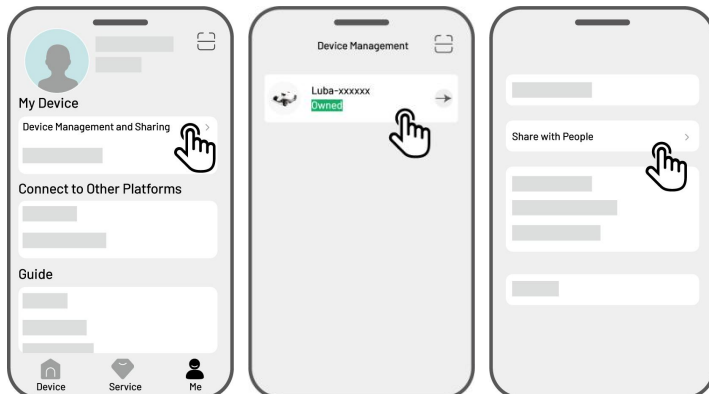 My Device
Device Management and Sharing
Connect to Other Platforms
Guide
Device
Service
Me
Device Management
Luba-xxxxxx
Owned
Share with People